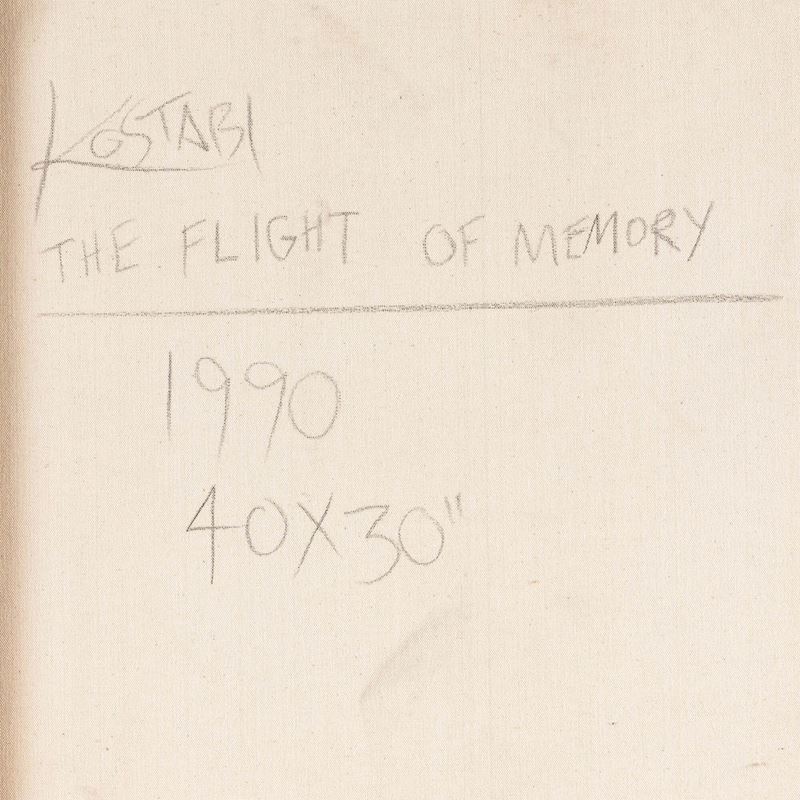 KOSTABI
THE FLIGHT OF MEMORY
1990
40X30"